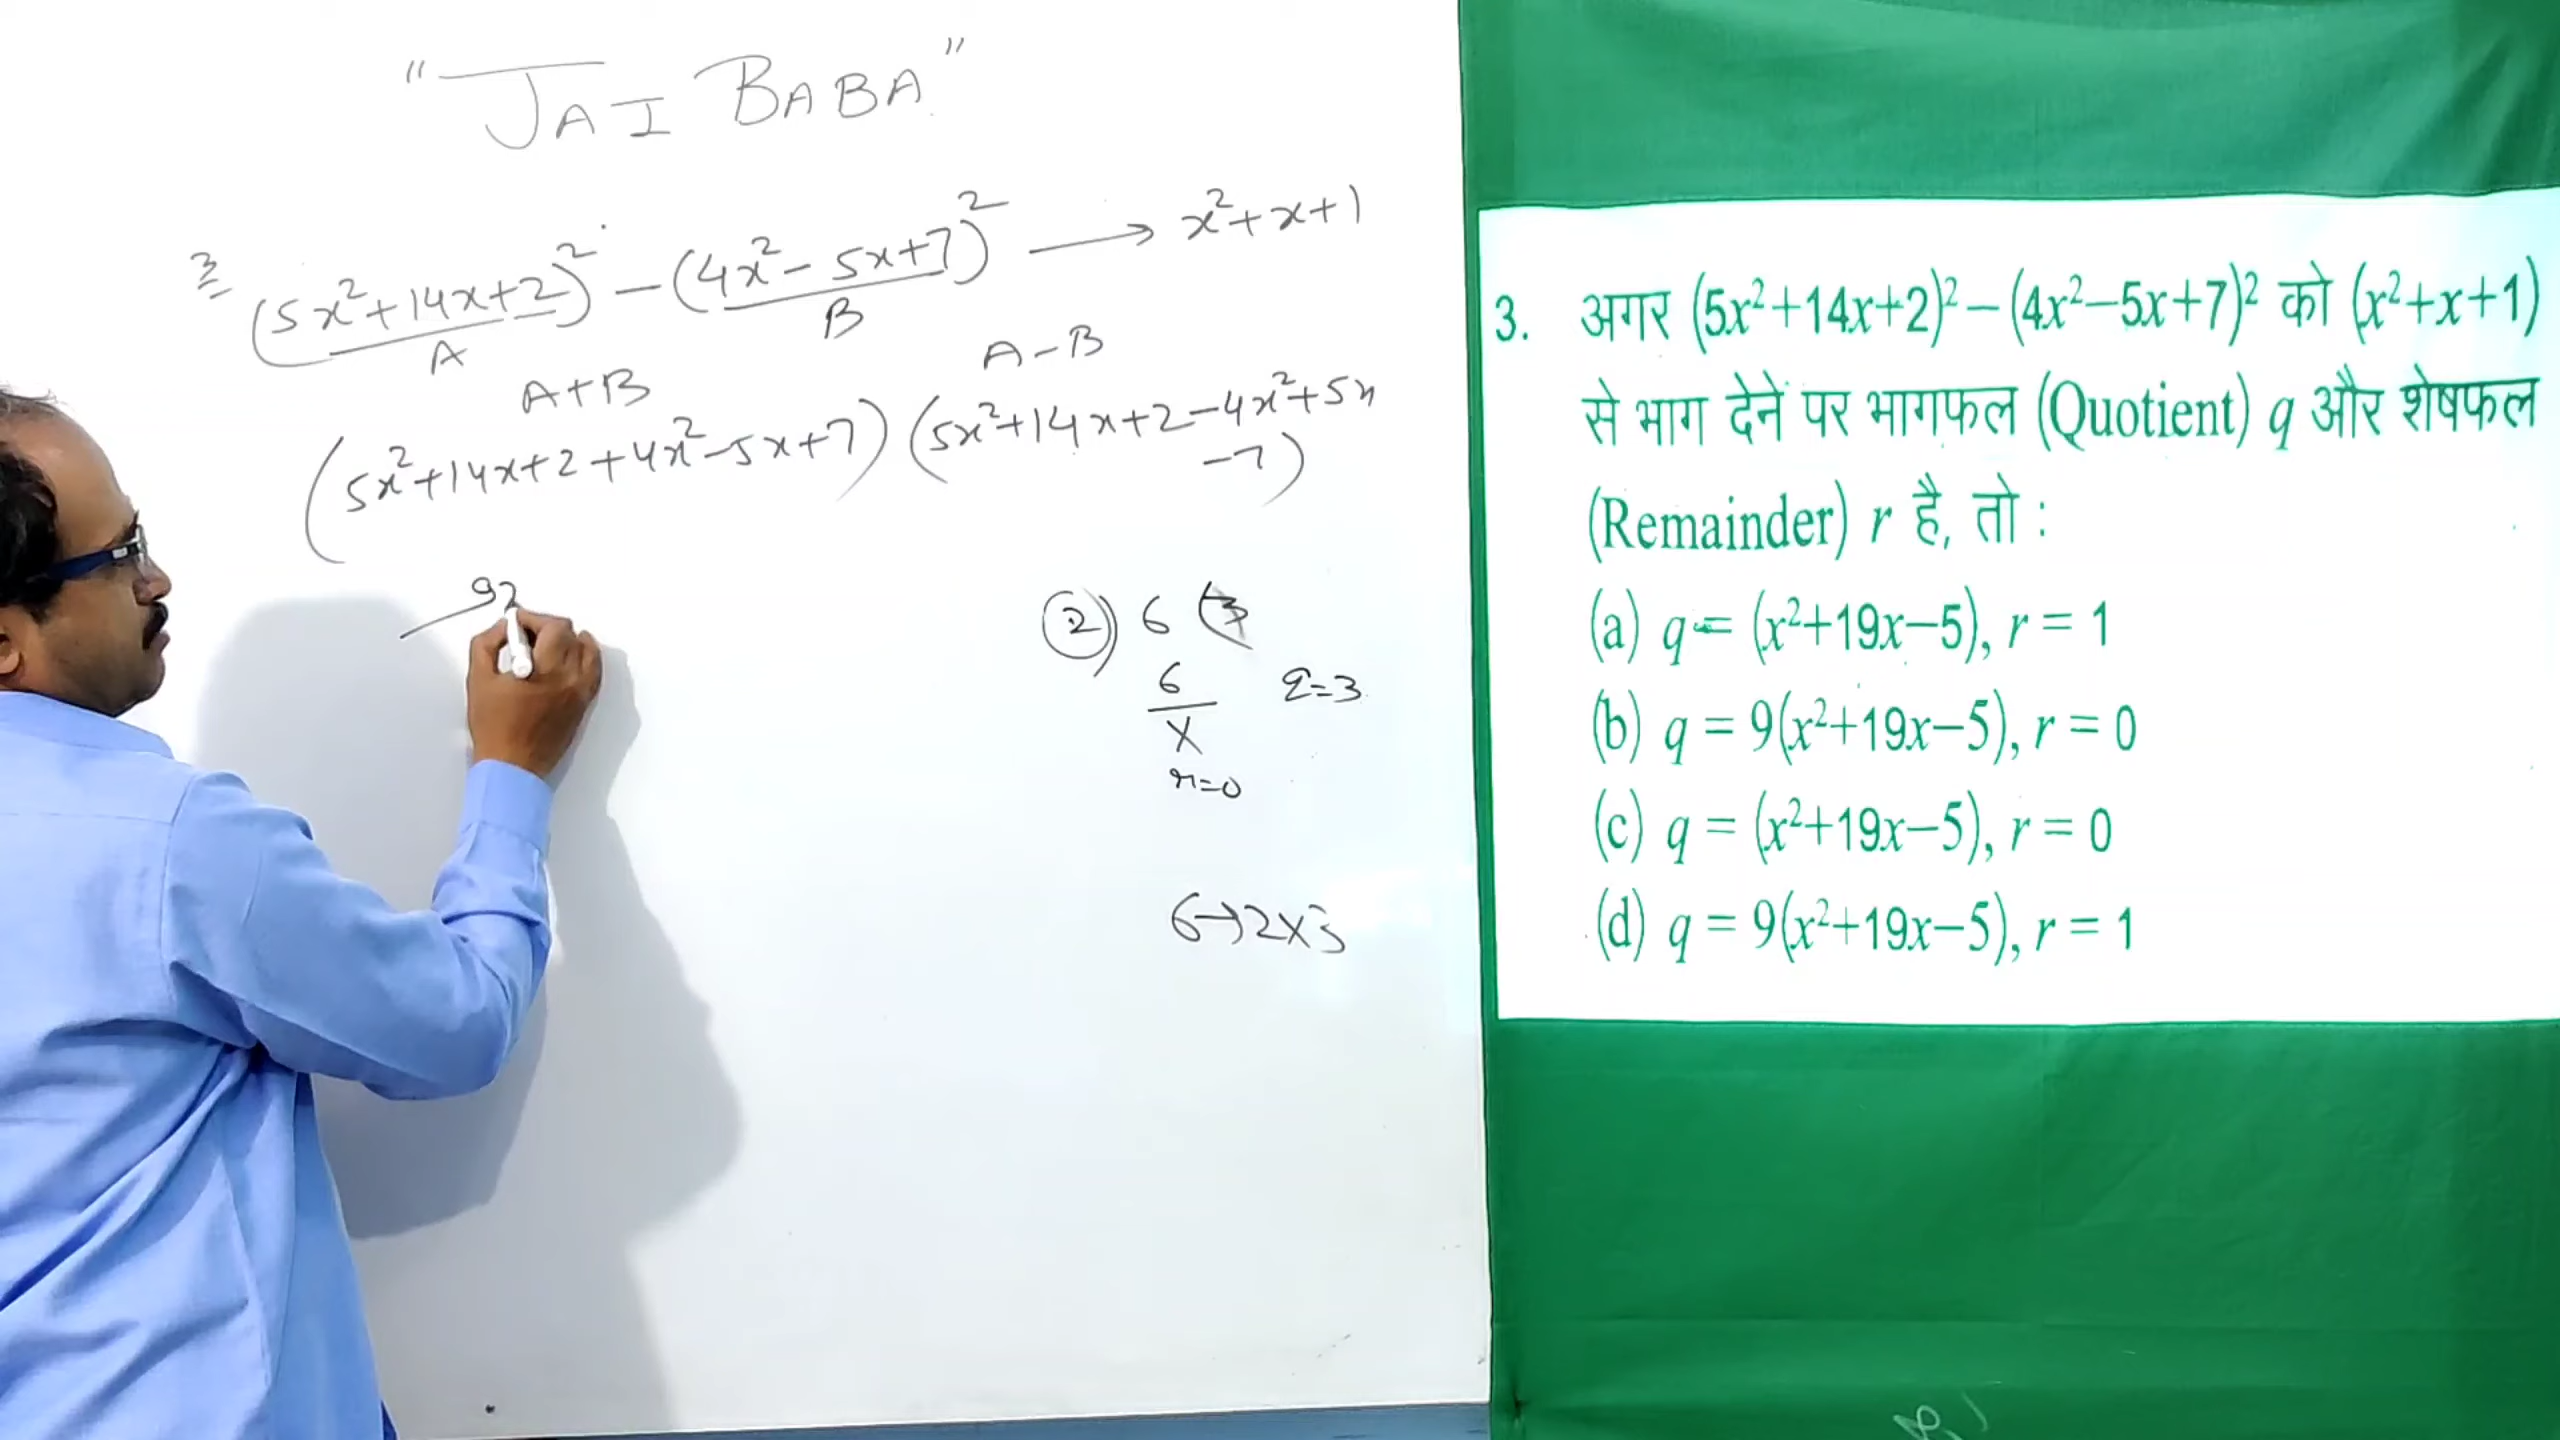 "JAI BABA"
3 (5x²+14x+2)² − (4x²−5x+7)² ⟶ x²+x+1
A B
A+B A−B
(5x²+14x+2+4x²−5x+7) (5x²+14x+2−4x²+5x
−7)
2) 6 (3
6
x
q=3
r=0
6→2×3
3. अगर (5x²+14x+2)²−(4x²−5x+7)² को (x²+x+1)
से भाग देने पर भागफल (Quotient) q और शेषफल
(Remainder) r है, तो :
(a) q = (x²+19x−5), r = 1
(b) q = 9(x²+19x−5), r = 0
(c) q = (x²+19x−5), r = 0
(d) q = 9(x²+19x−5), r = 1